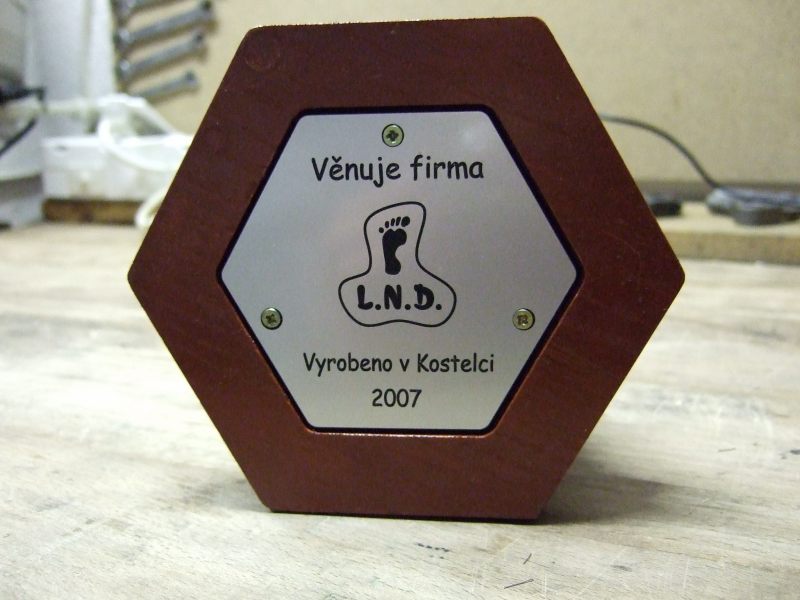 Věnuje firma
L.N.D.
Vyrobeno v Kostelci
2007